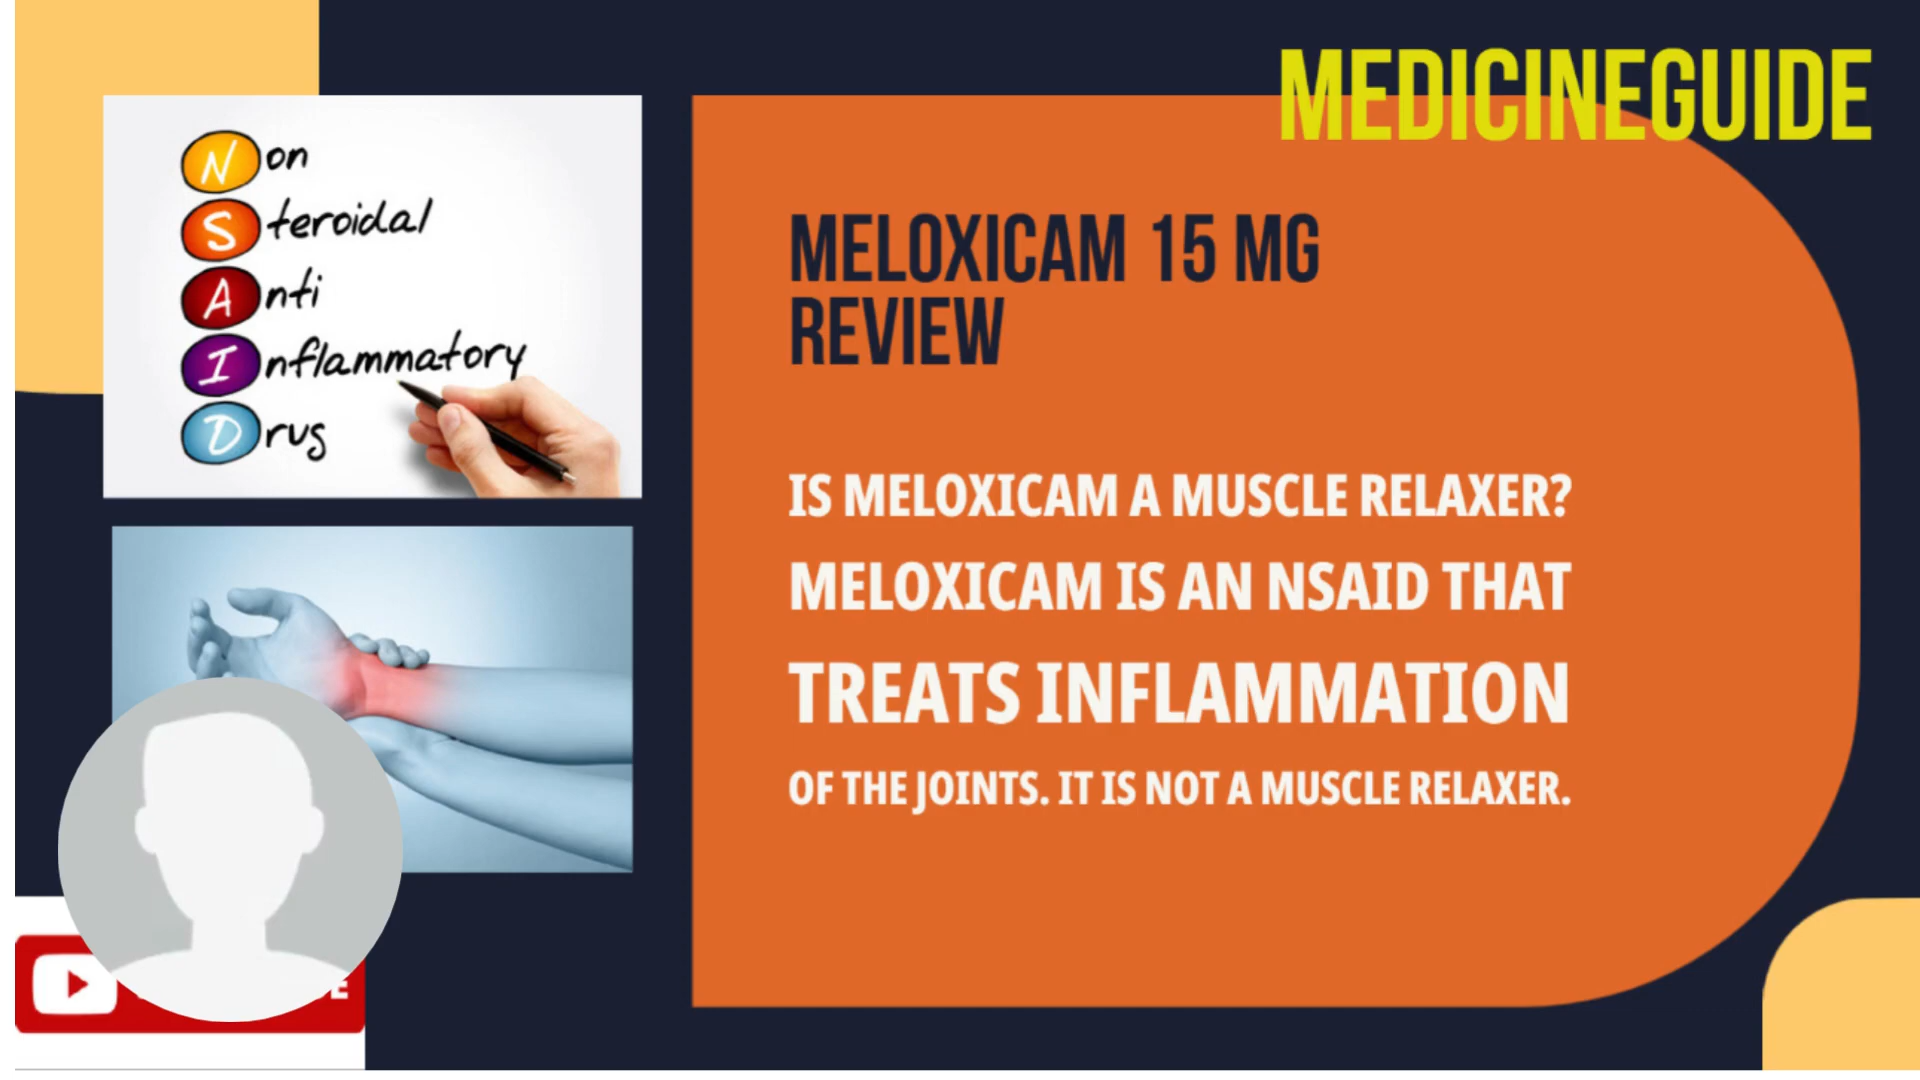 MEDICINEGUIDE
Non
Steroidal
Anti
Inflammatory
Drug
MELOXICAM 15 MG
REVIEW
IS MELOXICAM A MUSCLE RELAXER?
MELOXICAM IS AN NSAID THAT
TREATS INFLAMMATION
OF THE JOINTS. IT IS NOT A MUSCLE RELAXER.